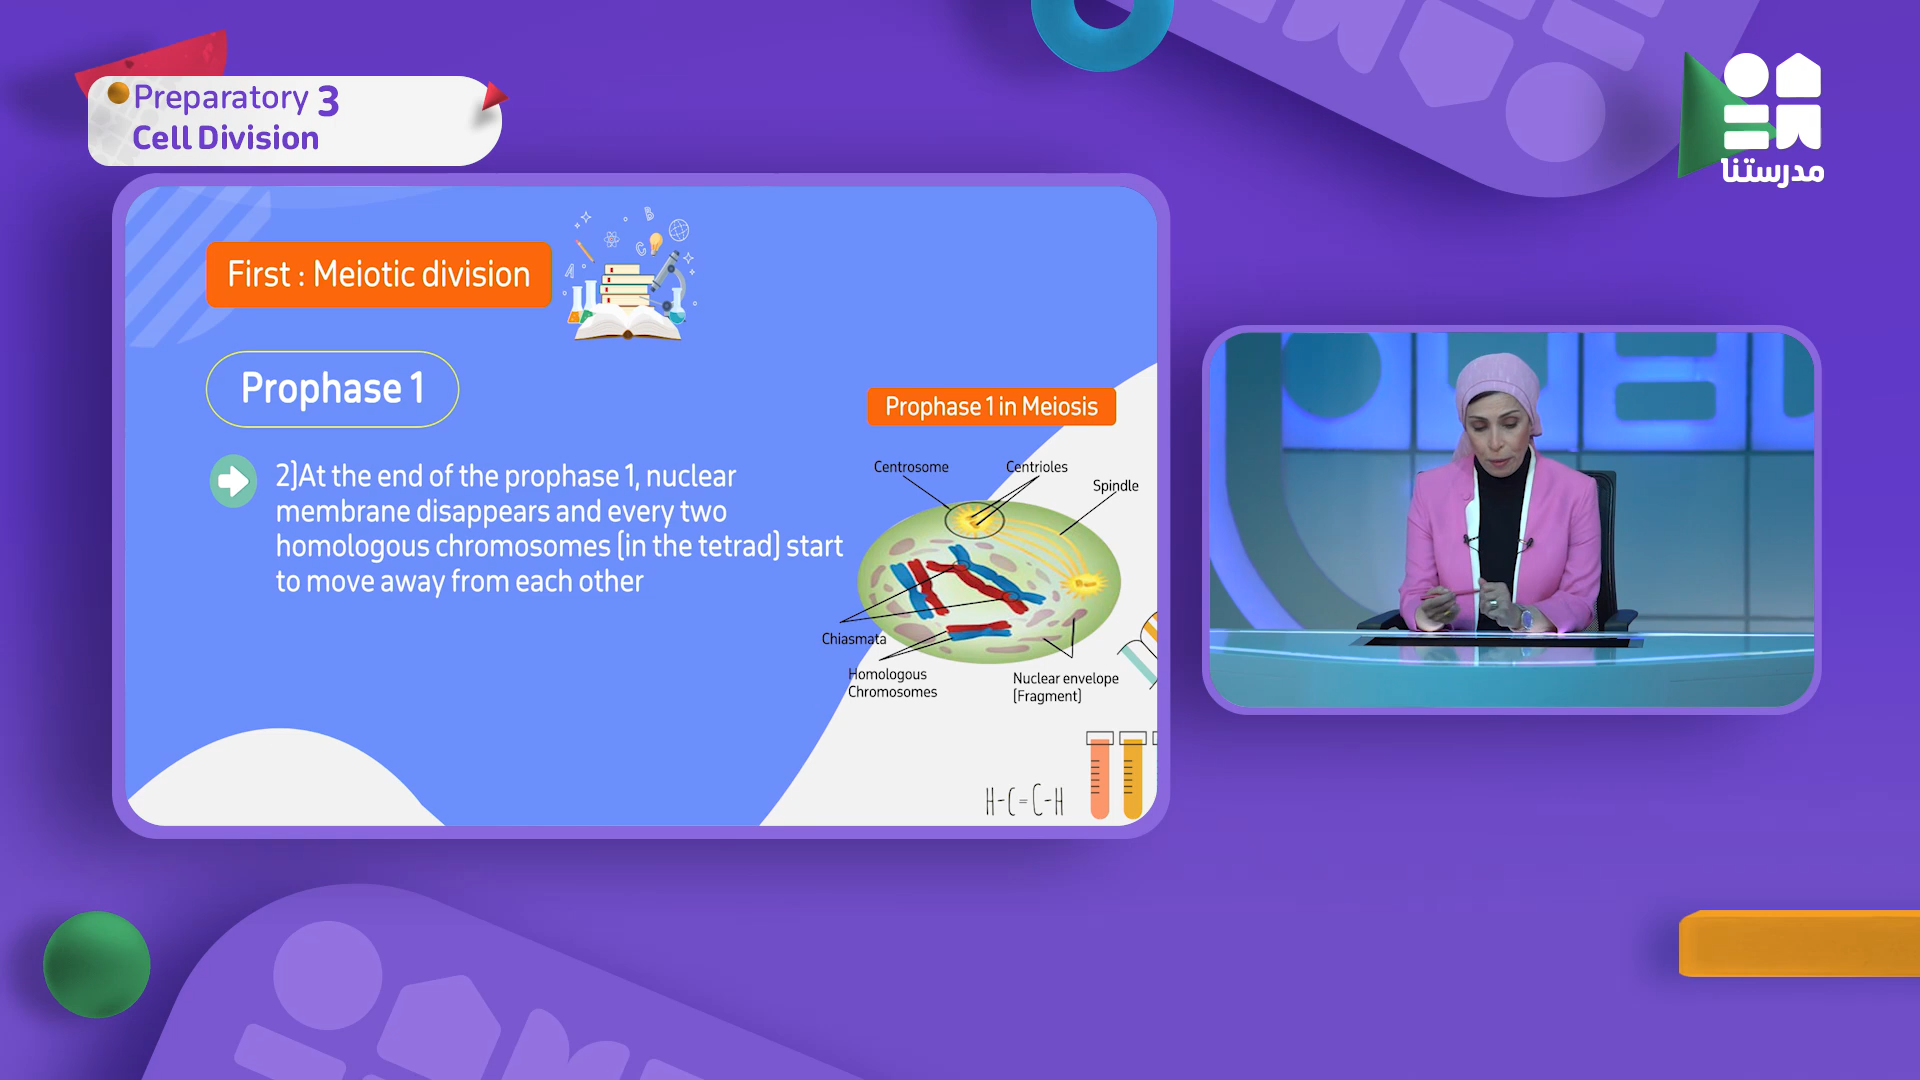 Preparatory 3
Cell Division
مدرستنا
First : Meiotic division
Prophase 1
2)At the end of the prophase 1, nuclear
membrane disappears and every two
homologous chromosomes (in the tetrad) start
to move away from each other
Prophase 1 in Meiosis
Centrosome
Centrioles
Spindle
Chiasmata
Homologous
Chromosomes
Nuclear envelope
(Fragment)
H-C=C-H
A
B
C